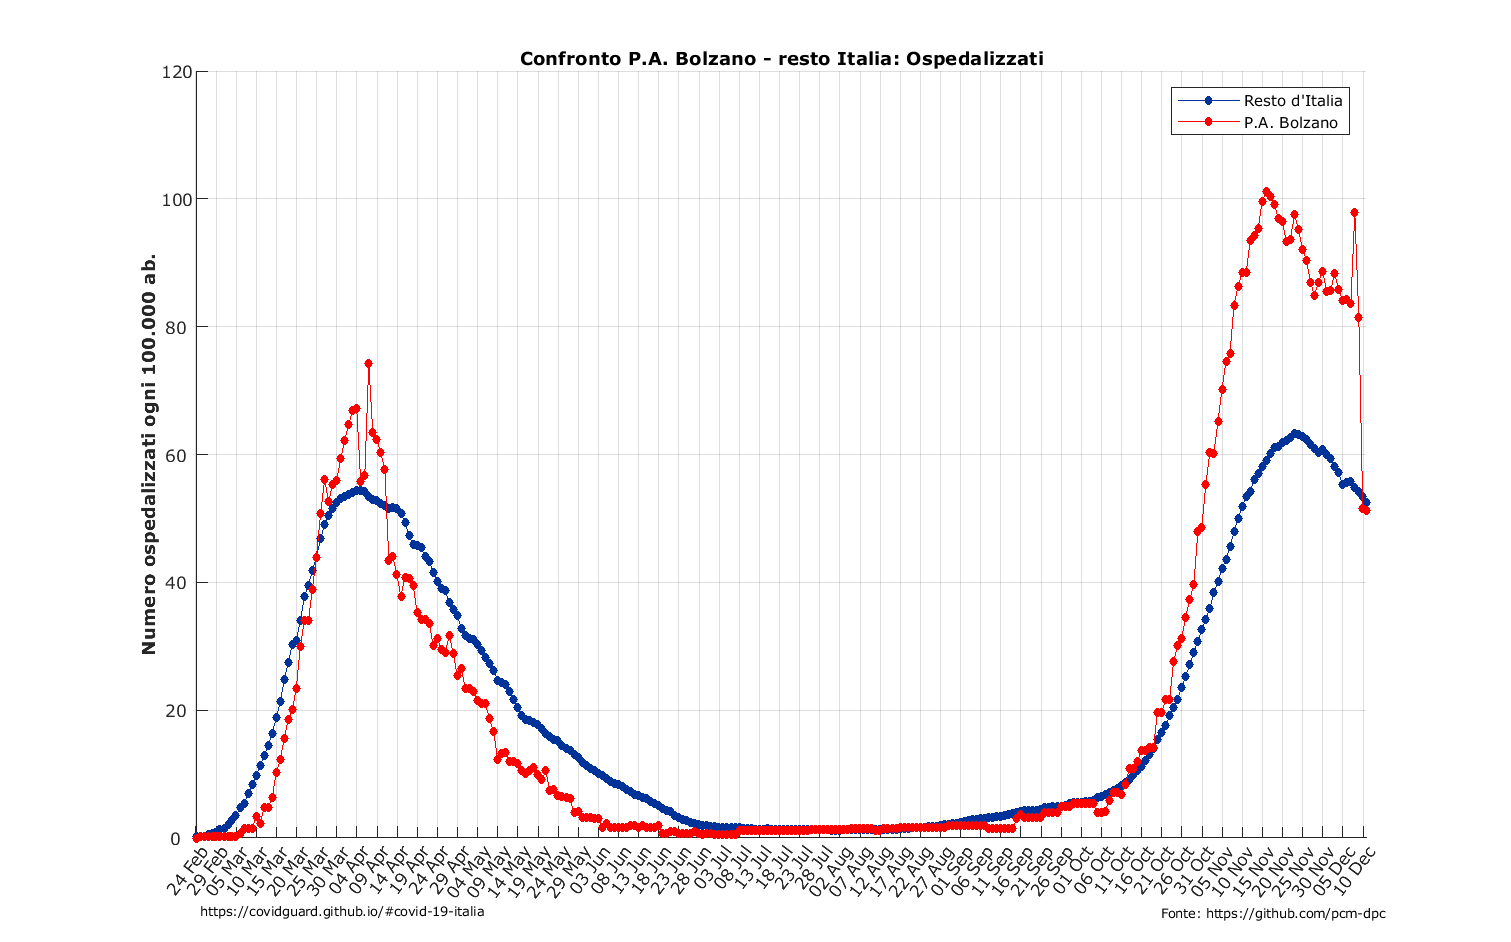 Confronto P.A. Bolzano - resto Italia: Ospedalizzati
Resto d'Italia
P.A. Bolzano
Numero ospedalizzati ogni 100.000 ab.
120
100
80
60
40
20
0
24 Feb
29 Feb
05 Mar
10 Mar
15 Mar
20 Mar
25 Mar
30 Mar
04 Apr
09 Apr
14 Apr
19 Apr
24 Apr
29 Apr
04 May
09 May
14 May
19 May
24 May
29 May
03 Jun
08 Jun
13 Jun
18 Jun
23 Jun
28 Jun
03 Jul
08 Jul
13 Jul
18 Jul
23 Jul
28 Jul
02 Aug
07 Aug
12 Aug
17 Aug
22 Aug
27 Aug
01 Sep
06 Sep
11 Sep
16 Sep
21 Sep
26 Sep
01 Oct
06 Oct
11 Oct
16 Oct
21 Oct
26 Oct
31 Oct
05 Nov
10 Nov
15 Nov
20 Nov
25 Nov
30 Nov
05 Dec
10 Dec
https://covidguard.github.io/#covid-19-italia
Fonte: https://github.com/pcm-dpc